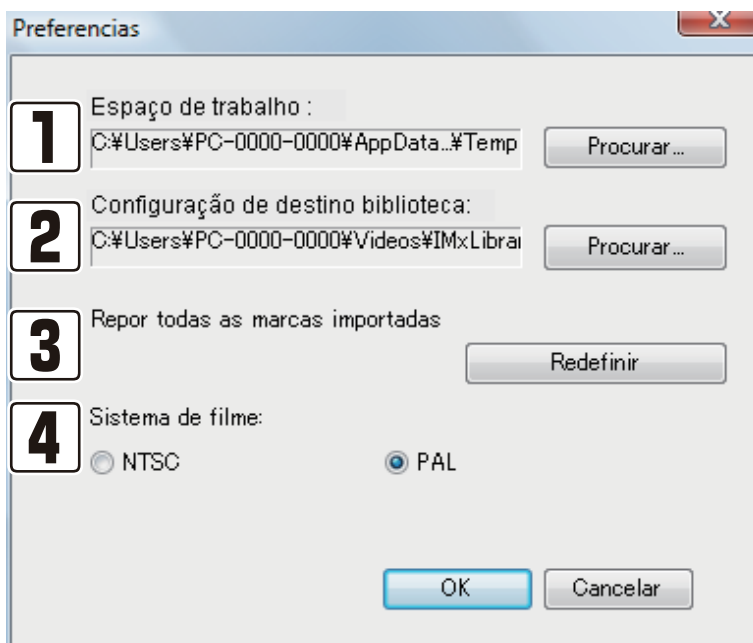 Preferencias
X
1
Espaço de trabalho :
C:¥Users¥PC-0000-0000¥AppData...¥Temp
Procurar...
2
Configuração de destino biblioteca:
C:¥Users¥PC-0000-0000¥Videos¥IMxLibrar
Procurar...
3
Repor todas as marcas importadas
Redefinir
4
Sistema de filme:
NTSC PAL
OK Cancelar